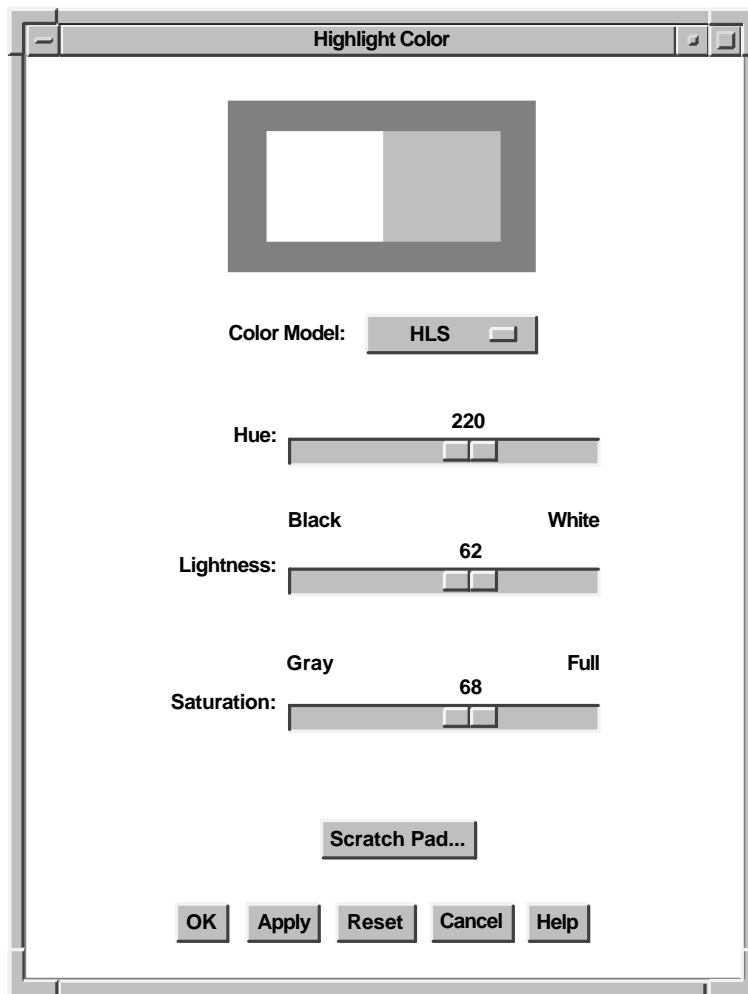 Highlight Color
Color Model: HLS
220
Hue:
Black White
62
Lightness:
Gray Full
68
Saturation:
Scratch Pad...
OK Apply Reset Cancel Help